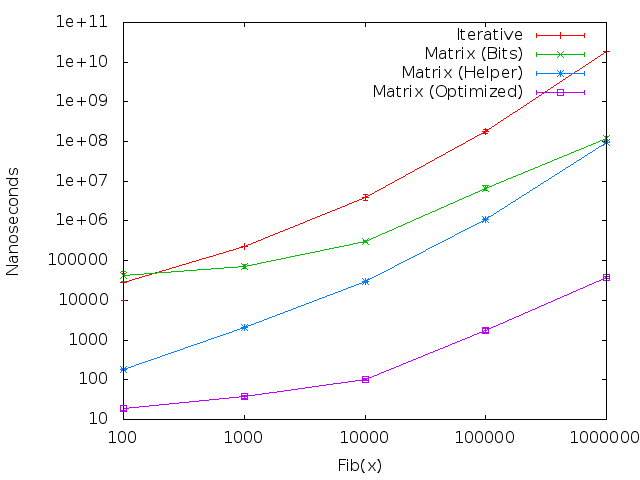 1e+11
1e+10
1e+09
1e+08
1e+07
1e+06
100000
10000
1000
100
10
Nanoseconds
Iterative
Matrix (Bits)
Matrix (Helper)
Matrix (Optimized)
100 1000 10000 100000 1000000
Fib(x)